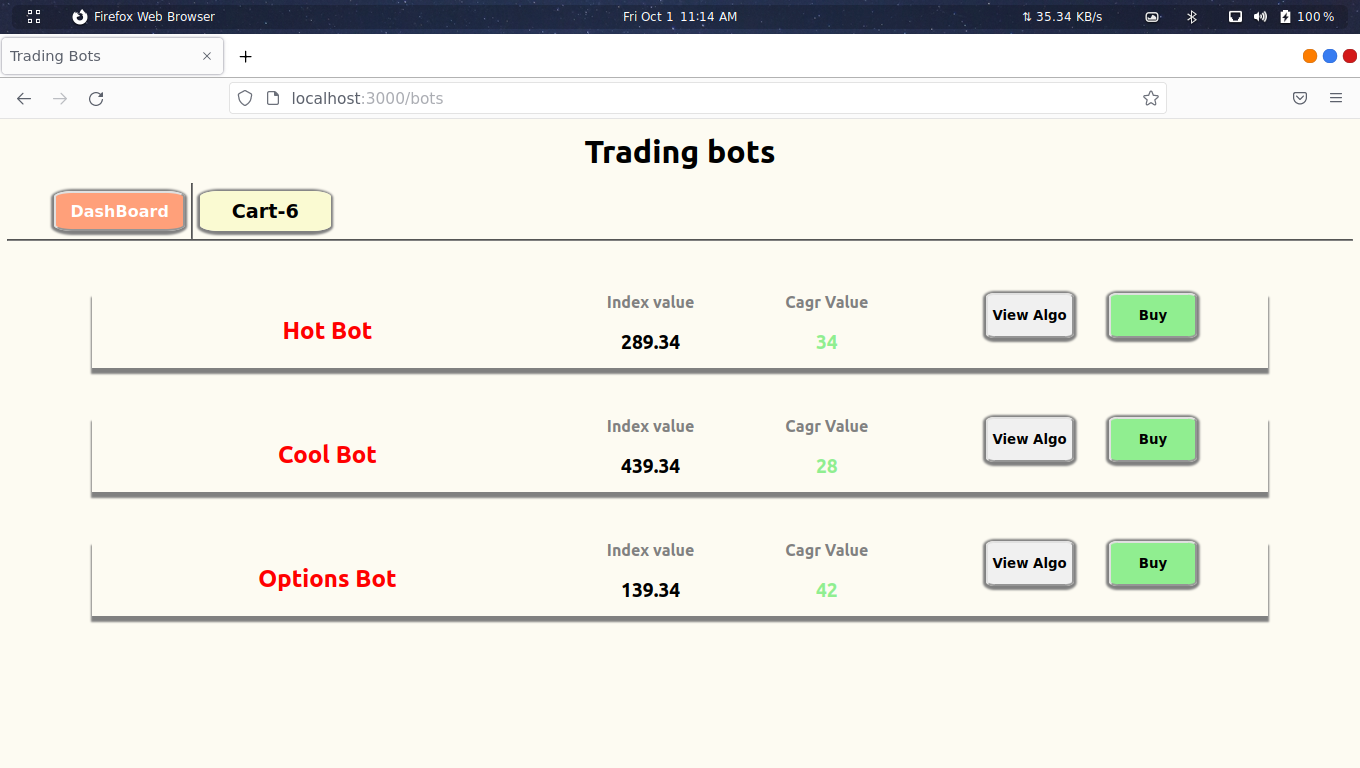 Firefox Web Browser Fri Oct 1 11:14 AM 35.34 KB/s 100 %
Trading Bots
localhost:3000/bots
Trading bots
DashBoard Cart-6
Hot Bot Index value Cagr Value View Algo Buy
289.34 34
Cool Bot Index value Cagr Value View Algo Buy
439.34 28
Options Bot Index value Cagr Value View Algo Buy
139.34 42